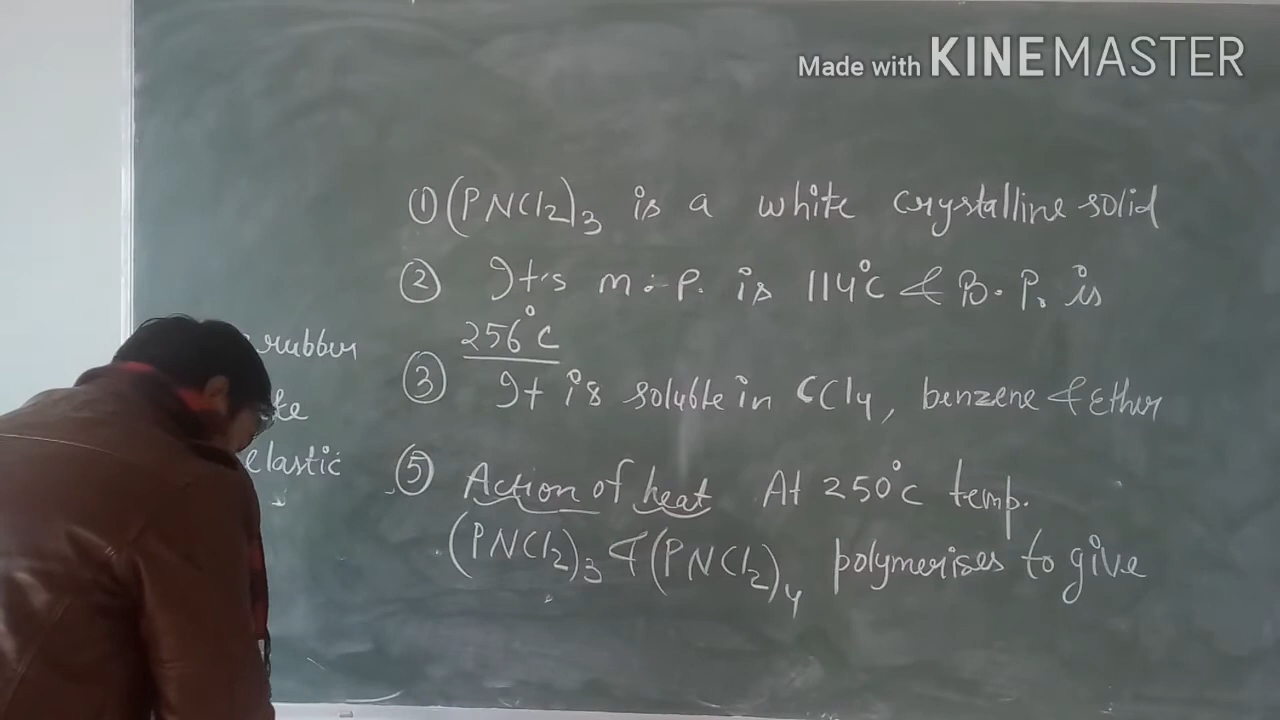 Made with KINEMASTER
① (PNCl2)3 is a white crystalline solid
② It's m.P. is 114°C & B.P. is
256°C
③ It is soluble in CCl4, benzene & Ether
⑤ Action of heat At 250°C temp.
(PNCl2)3 & (PNCl2)4 polymerises to give
rubber
elastic